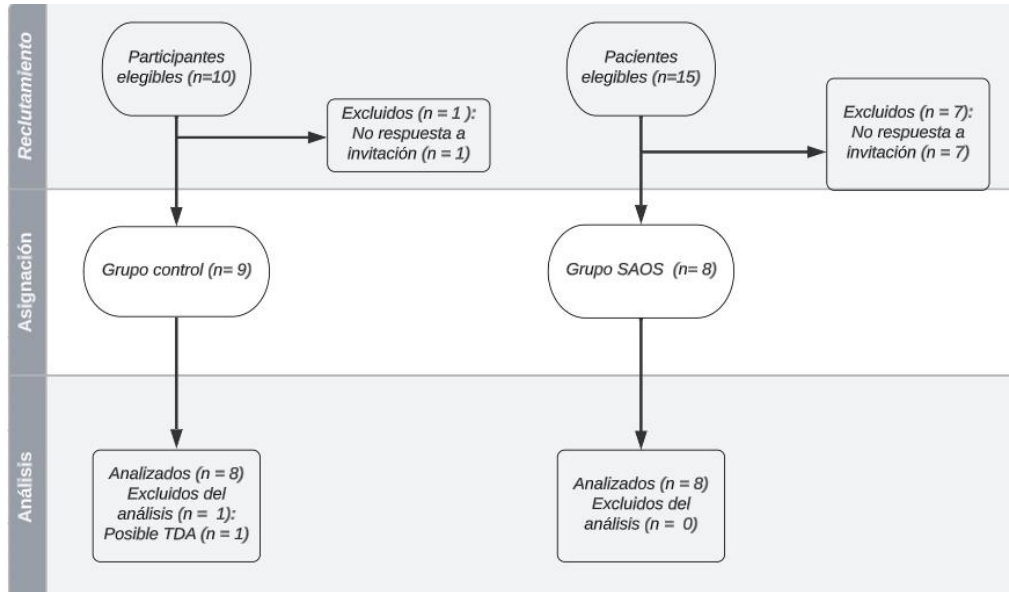 Reclutamiento
Participantes
elegibles (n=10)
Excluidos (n = 1 ):
No respuesta a
invitación (n = 1)
Pacientes
elegibles (n=15)
Excluidos (n = 7):
No respuesta a
invitación (n = 7)
Asignación
Grupo control (n= 9)
Grupo SAOS (n= 8)
Análisis
Analizados (n = 8)
Excluidos del
análisis (n = 1):
Posible TDA (n = 1)
Analizados (n = 8)
Excluidos del
análisis (n = 0)